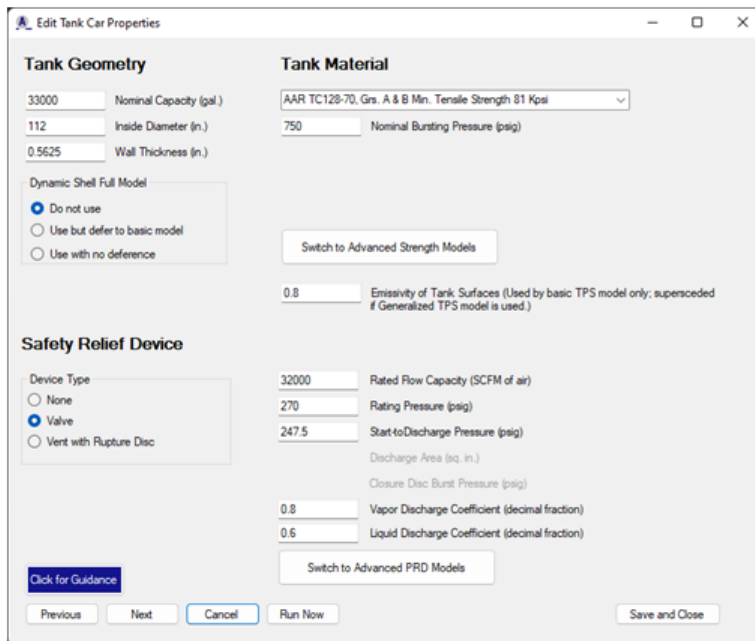 Edit Tank Car Properties
Tank Geometry
33000 Nominal Capacity (gal.)
112 Inside Diameter (in.)
0.5625 Wall Thickness (in.)
Dynamic Shell Full Model
Do not use
Use but defer to basic model
Use with no deference
Tank Material
AAR TC128-70, Grs. A & B Min. Tensile Strength 81 Kpsi
750 Nominal Bursting Pressure (psig)
Switch to Advanced Strength Models
0.8 Emissivity of Tank Surfaces (Used by basic TPS model only; supersceded
if Generalized TPS model is used.)
Safety Relief Device
Device Type
None
Valve
Vent with Rupture Disc
32000 Rated Flow Capacity (SCFM of air)
270 Rating Pressure (psig)
247.5 Start-toDischarge Pressure (psig)
Discharge Area (sq. in.)
Closure Disc Burst Pressure (psig)
0.8 Vapor Discharge Coefficient (decimal fraction)
0.6 Liquid Discharge Coefficient (decimal fraction)
Switch to Advanced PRD Models
Click for Guidance
Previous Next Cancel Run Now Save and Close